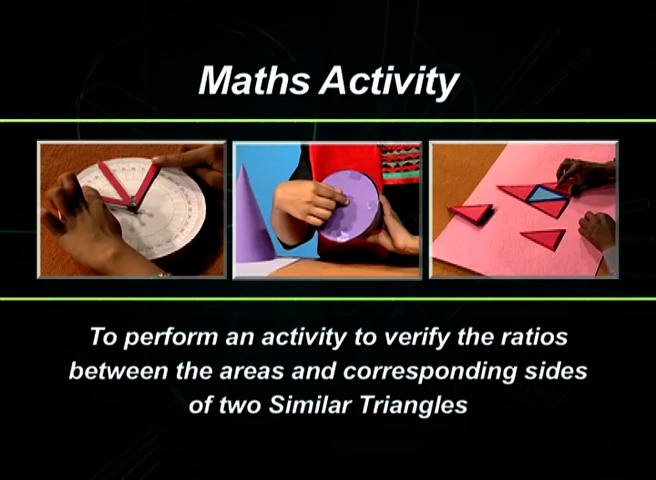 Maths Activity
To perform an activity to verify the ratios
between the areas and corresponding sides
of two Similar Triangles